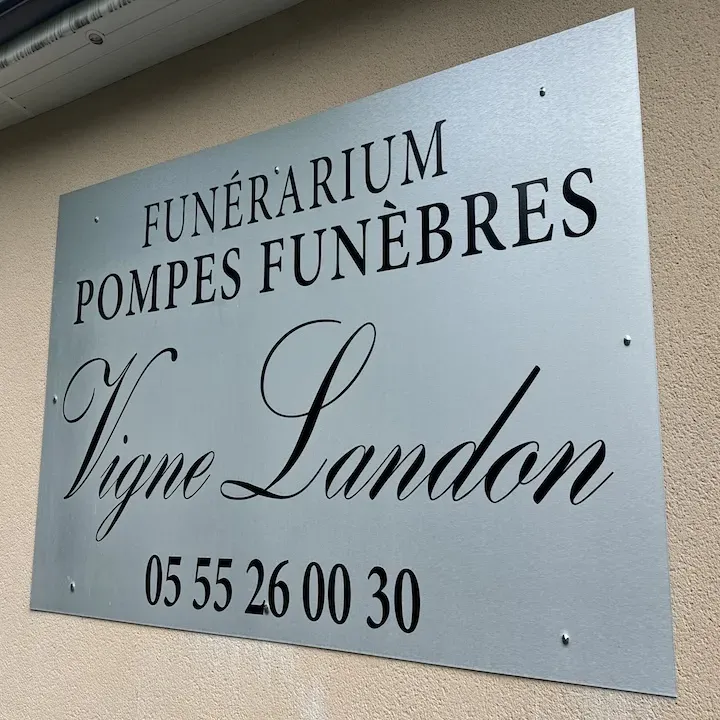 FUNÉRARIUM
POMPES FUNÈBRES
Vigne Landon
05 55 26 00 30